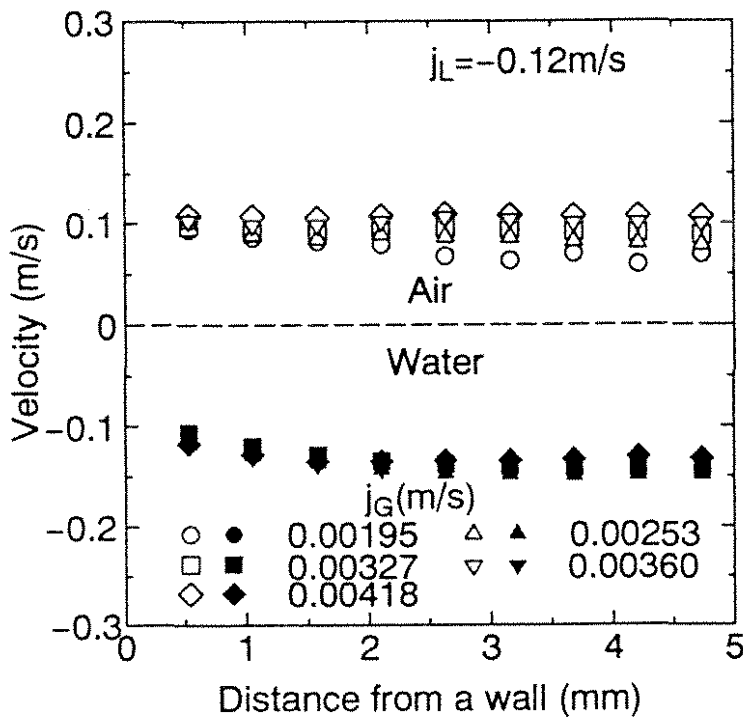 0.3
j_L=−0.12m/s
0.2
0.1
Air
0
Water
−0.1
j_G(m/s)
−0.2
0.00195 0.00253
0.00327 0.00360
0.00418
−0.3
0 1 2 3 4 5
Distance from a wall (mm)
Velocity (m/s)